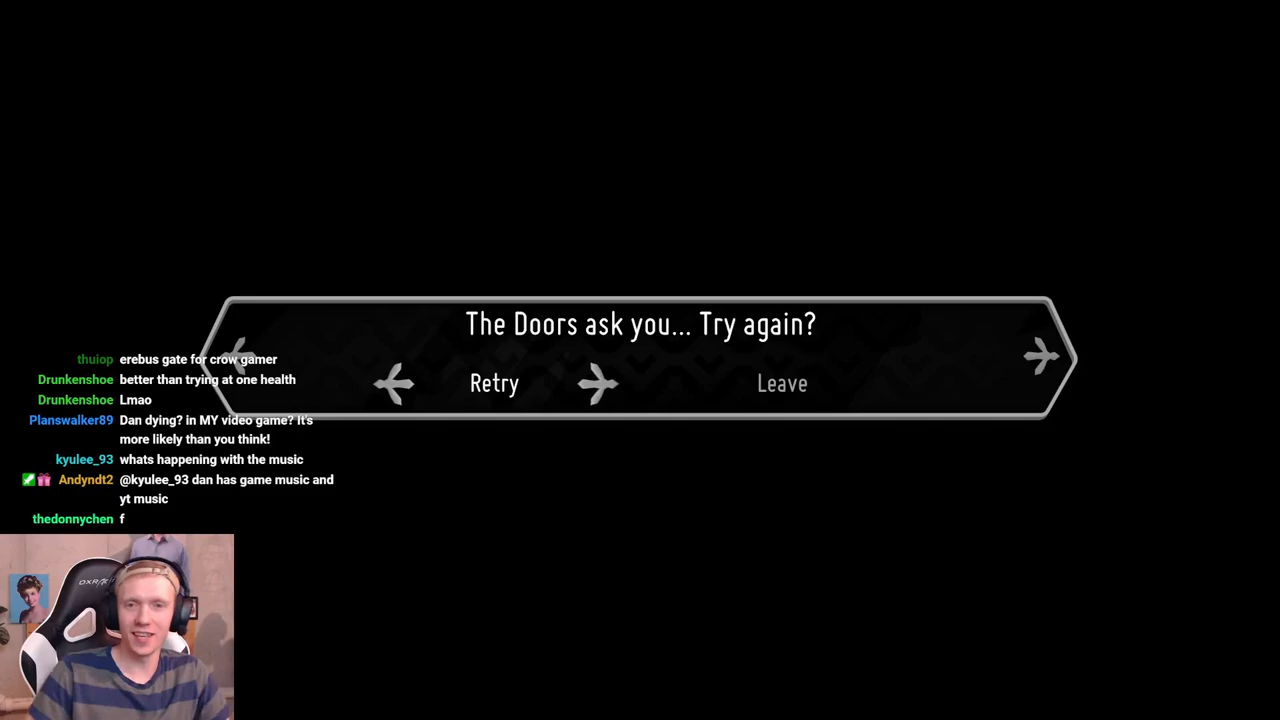 The Doors ask you... Try again?
Retry
Leave
thuiop erebus gate for crow gamer
Drunkenshoe better than trying at one health
Drunkenshoe Lmao
Planswalker89 Dan dying? in MY video game? It's
more likely than you think!
kyulee_93 whats happening with the music
Andyndt2 @kyulee_93 dan has game music and
yt music
thedonnychen f